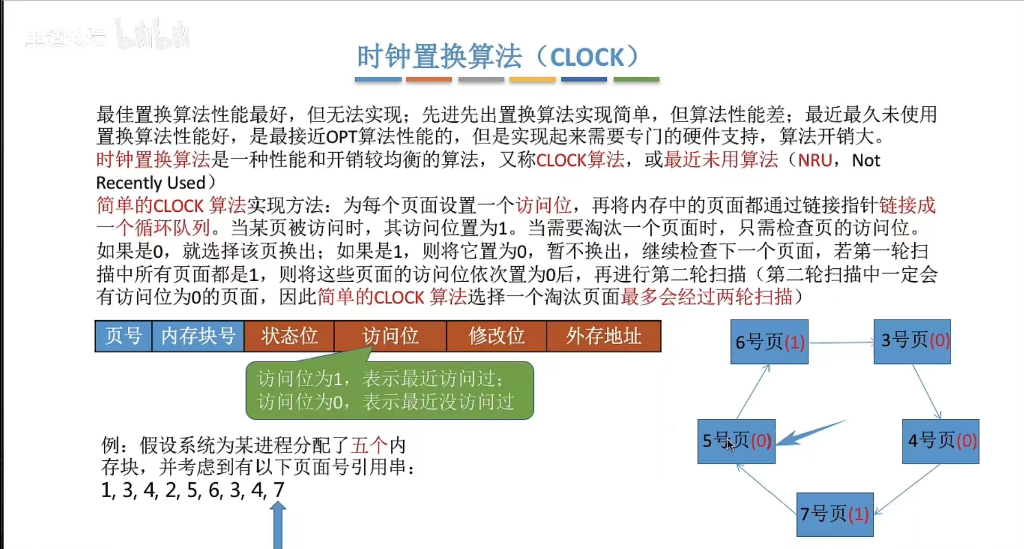 bilibili
时钟置换算法（CLOCK）
最佳置换算法性能最好，但无法实现；先进先出置换算法实现简单，但算法性能差；最近最久未使用
置换算法性能好，是最接近OPT算法性能的，但是实现起来需要专门的硬件支持，算法开销大。
时钟置换算法是一种性能和开销较均衡的算法，又称CLOCK算法，或最近未用算法（NRU，Not
Recently Used）
简单的CLOCK 算法实现方法：为每个页面设置一个访问位，再将内存中的页面都通过链接指针链接成
一个循环队列。当某页被访问时，其访问位置为1。当需要淘汰一个页面时，只需检查页的访问位。
如果是0，就选择该页换出；如果是1，则将它置为0，暂不换出，继续检查下一个页面，若第一轮扫
描中所有页面都是1，则将这些页面的访问位依次置为0后，再进行第二轮扫描（第二轮扫描中一定会
有访问位为0的页面，因此简单的CLOCK 算法选择一个淘汰页面最多会经过两轮扫描）
页号 内存块号 状态位 访问位 修改位 外存地址
访问位为1，表示最近访问过；
访问位为0，表示最近没访问过
例：假设系统为某进程分配了五个内
存块，并考虑到有以下页面号引用串：
1, 3, 4, 2, 5, 6, 3, 4, 7
6号页(1)
3号页(0)
5号页(0)
4号页(0)
7号页(1)